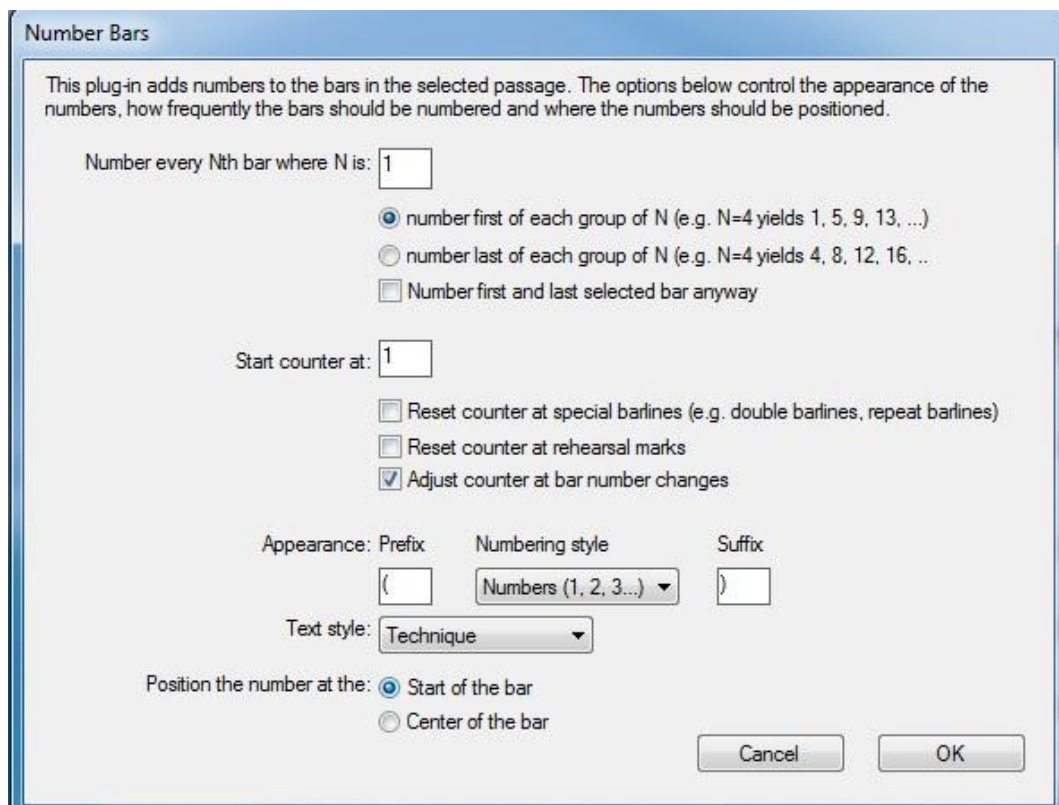 Number Bars
This plug-in adds numbers to the bars in the selected passage. The options below control the appearance of the
numbers, how frequently the bars should be numbered and where the numbers should be positioned.
Number every Nth bar where N is: 1
number first of each group of N (e.g. N=4 yields 1, 5, 9, 13, ...)
number last of each group of N (e.g. N=4 yields 4, 8, 12, 16, ..
Number first and last selected bar anyway
Start counter at: 1
Reset counter at special barlines (e.g. double barlines, repeat barlines)
Reset counter at rehearsal marks
Adjust counter at bar number changes
Appearance: Prefix Numbering style Suffix
( Numbers (1, 2, 3...) )
Text style: Technique
Position the number at the: Start of the bar
Center of the bar
Cancel OK